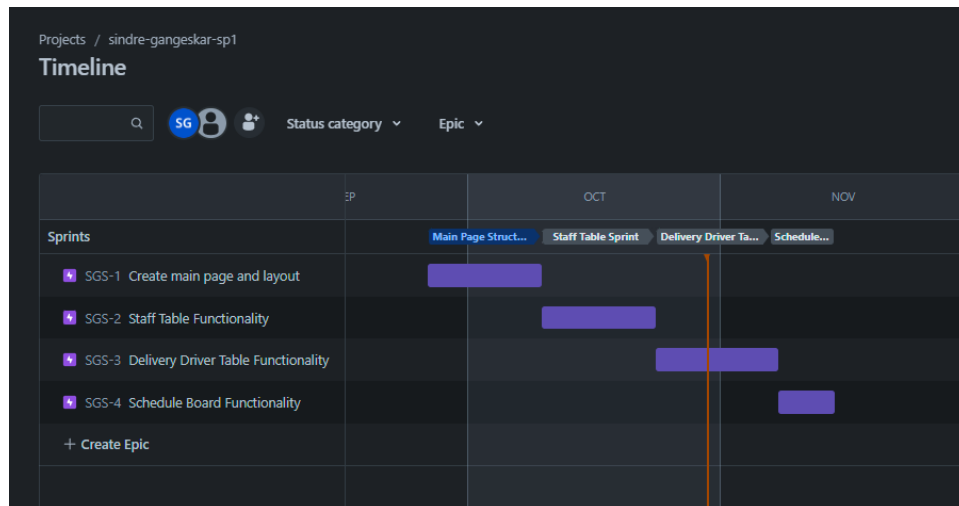 Projects / sindre-gangeskar-sp1
Timeline
SG
Status category
Epic
EP
OCT
NOV
Sprints
Main Page Struct...
Staff Table Sprint
Delivery Driver Ta...
Schedule...
SGS-1 Create main page and layout
SGS-2 Staff Table Functionality
SGS-3 Delivery Driver Table Functionality
SGS-4 Schedule Board Functionality
+ Create Epic